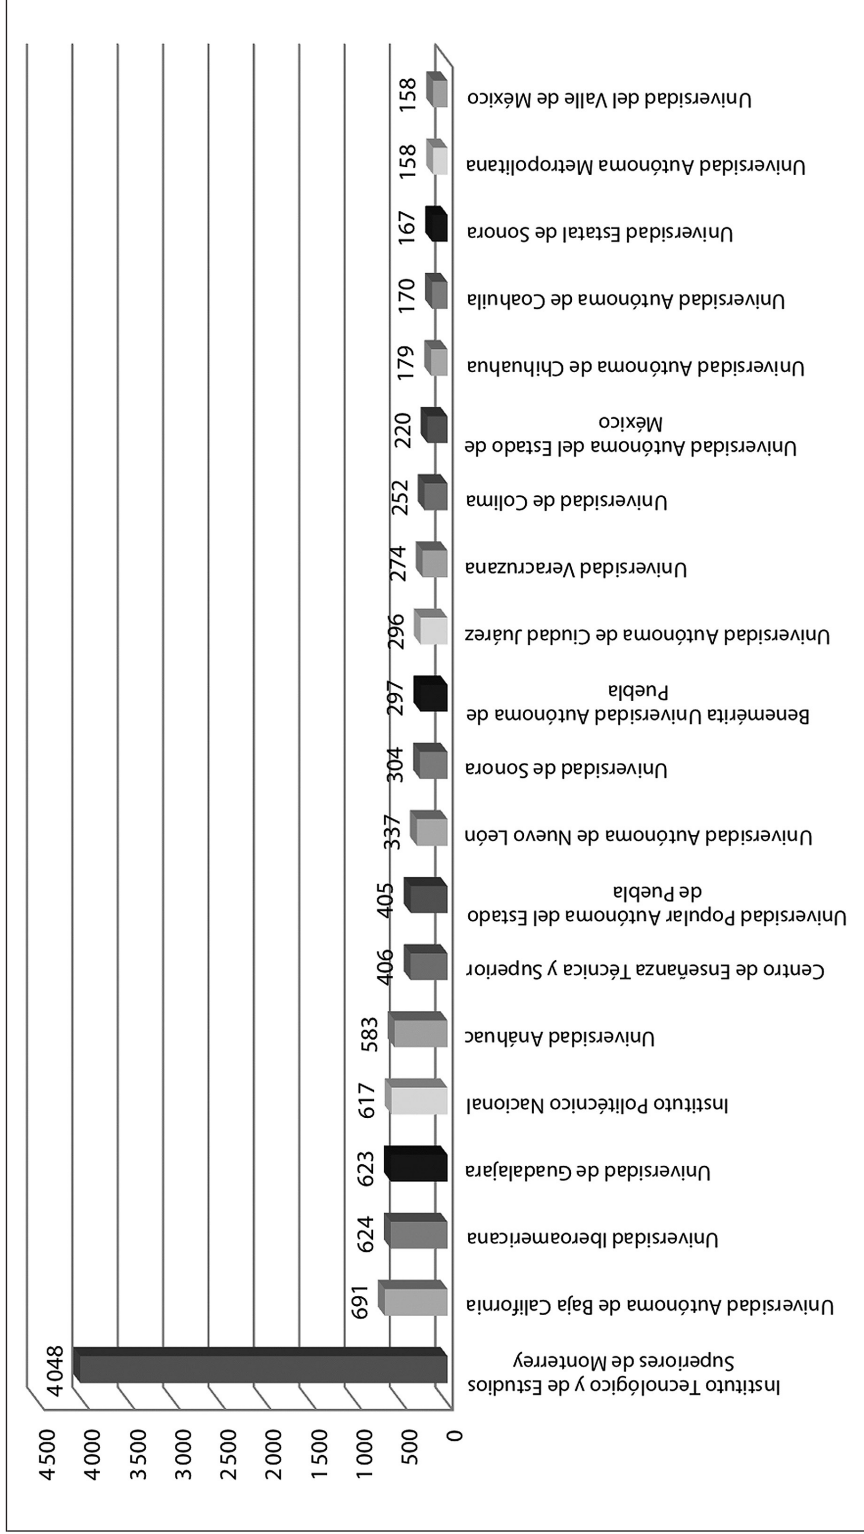 4500
4000
3500
3000
2500
2000
1500
1000
500
0
4048
691
624
623
617
583
406
405
337
304
297
296
274
252
220
179
170
167
158
158
Instituto Tecnológico y de Estudios
Superiores de Monterrey
Universidad Autónoma de Baja California
Universidad Iberoamericana
Universidad de Guadalajara
Instituto Politécnico Nacional
Universidad Anáhuac
Centro de Enseñanza Técnica y Superior
Universidad Popular Autónoma del Estado
de Puebla
Universidad Autónoma de Nuevo León
Universidad de Sonora
Benemérita Universidad Autónoma de
Puebla
Universidad Autónoma de Ciudad Juárez
Universidad Veracruzana
Universidad de Colima
Universidad Autónoma del Estado de
México
Universidad Autónoma de Chihuahua
Universidad Autónoma de Coahuila
Universidad Estatal de Sonora
Universidad Autónoma Metropolitana
Universidad del Valle de México